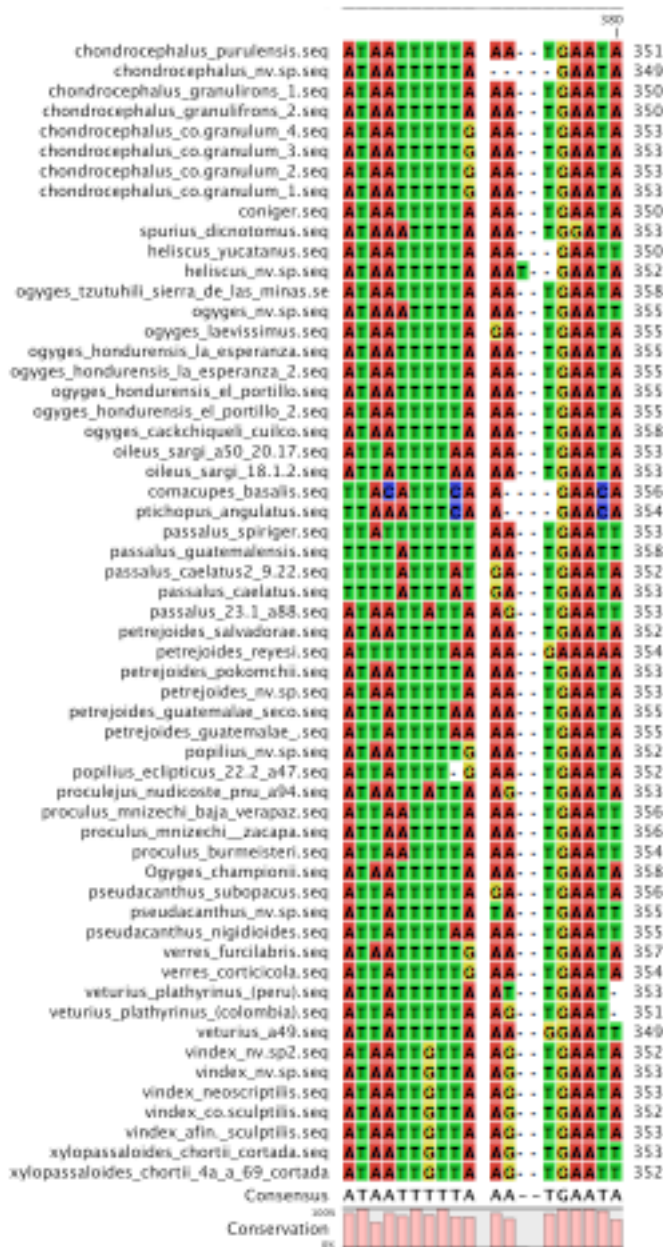 380
chondrocephalus_purulensis.seq ATAATTTTTA AA--TGAATA 351
chondrocephalus_nv.sp.seq ATAATTTTTA -----GAATA 349
chondrocephalus_granulirons_1.seq ATAATTTTTA AA--TGAATA 350
chondrocephalus_granulifrons_2.seq ATAATTTTTA AA--TGAATA 350
chondrocephalus_co.granulum_4.seq ATAATTTTTG AA--TGAATA 353
chondrocephalus_co.granulum_3.seq ATAATTTTTG AA--TGAATA 353
chondrocephalus_co.granulum_2.seq ATAATTTTTG AA--TGAATA 353
chondrocephalus_co.granulum_1.seq ATAATTTTTG AA--TGAATA 353
coniger.seq ATAATTTTTA AA--TGAATA 350
spurius_dicnotomus.seq ATAAATTTTA AA--TGGATA 353
heliscus_yucatanus.seq ATAATTTTTA AA---GAATT 350
heliscus_nv.sp.seq ATAATTTTTA AAT--GAATA 352
ogyges_tzutuhili_sierra_de_las_minas.se ATAATTTTTA AA--TGAATA 358
ogyges_nv.sp.seq ATAAATTTTA AA--TGAATT 355
ogyges_laevissimus.seq ATAATTTTTA GA--TGAATA 355
ogyges_hondurensis_la_esperanza.seq ATAATTTTTA AA--TGAATA 355
ogyges_hondurensis_la_esperanza_2.seq ATAATTTTTA AA--TGAATA 355
ogyges_hondurensis_el_portillo.seq ATAATTTTTA AA--TGAATA 355
ogyges_hondurensis_el_portillo_2.seq ATAATTTTTA AA--TGAATA 355
ogyges_cackchiqueli_cuilco.seq ATAATTTTTA AA--TGAATA 358
oileus_sargi_a50_20.17.seq ATTATTTTAA AA--TGAATA 353
oileus_sargi_18.1.2.seq ATTATTTTAA AA--TGAATA 353
comacupes_basalis.seq TTACATTTCA A----GAACA 356
ptichopus_angulatus.seq TTAAATTTCA AA---GAACA 354
passalus_spiriger.seq TTATTTTTTT AA--TGAATT 353
passalus_guatemalensis.seq TTTTATTTTT AA--TGAATT 358
passalus_caelatus2_9.22.seq TTTTATTTAT GA--TGAATA 352
passalus_caelatus.seq TTTTATTTAT GA--TGAATA 353
passalus_23.1_a88.seq ATAATTATTA AG--TGAATT 353
petrejoides_salvadorae.seq ATAATTTTTA AA--TGAATA 352
petrejoides_reyesi.seq ATTTTTTTAA AA--GAAAAA 354
petrejoides_pokomchii.seq ATAATTTTTA AA--TGAATA 353
petrejoides_nv.sp.seq ATAATTTTTA AA--TGAATA 353
petrejoides_guatemalae_seco.seq ATTATTTTAA AA--TGAATA 355
petrejoides_guatemalae_.seq ATTATTTTTA AA--TGAATA 355
popilius_nv.sp.seq ATAATTTTTG AA--TGAATA 352
popilius_eclipticus_22.2_a47.seq ATTATTTT-G AA--TGAATA 352
proculejus_nudicoste_pnu_a94.seq ATAATTATTA AG--TGAATA 353
proculus_mnizechi_baja_verapaz.seq ATTAATTTTA AA--TGAATT 356
proculus_mnizechi__zacapa.seq ATTAATTTTA AA--TGAATT 356
proculus_burmeisteri.seq ATAAATTTTA AA--TGAATT 354
Ogyges_championii.seq ATAATTTTTA AA--TGAATA 358
pseudacanthus_subopacus.seq ATTATTTTTA GA--TGAATA 356
pseudacanthus_nv.sp.seq ATTATTTTTA TA--TGAATT 355
pseudacanthus_nigidioides.seq ATTATTTTAA AA--TGAATT 355
verres_furcilabris.seq ATAATTTTTG AA--TGAATT 357
verres_corticicola.seq ATTATTTTTG AA--TGAATA 354
veturius_plathyrinus_(peru).seq ATTATTTTTA AT--TGAAT- 353
veturius_plathyrinus_(colombia).seq ATTATTTTTA AG--TGAAT- 351
veturius_a49.seq ATTATTTTTA AG--GGAATT 349
vindex_nv.sp2.seq ATAATTGTTA AG--TGAATA 352
vindex_nv.sp.seq ATAATTGTTA AG--TGAATA 353
vindex_neoscriptilis.seq ATAATTGTTA AG--TGAATA 353
vindex_co.sculptilis.seq ATAATTGTTA AG--TGAATA 352
vindex_afin._sculptilis.seq ATAATTGTTA AG--TGAATA 353
xylopassaloides_chortii_cortada.seq ATAATTGTTA AG--TGAATA 353
xylopassaloides_chortii_4a_a_69_cortada ATAATTGTTA AG--TGAATA 352
Consensus ATAATTTTTA AA--TGAATA
100%
Conservation
0%